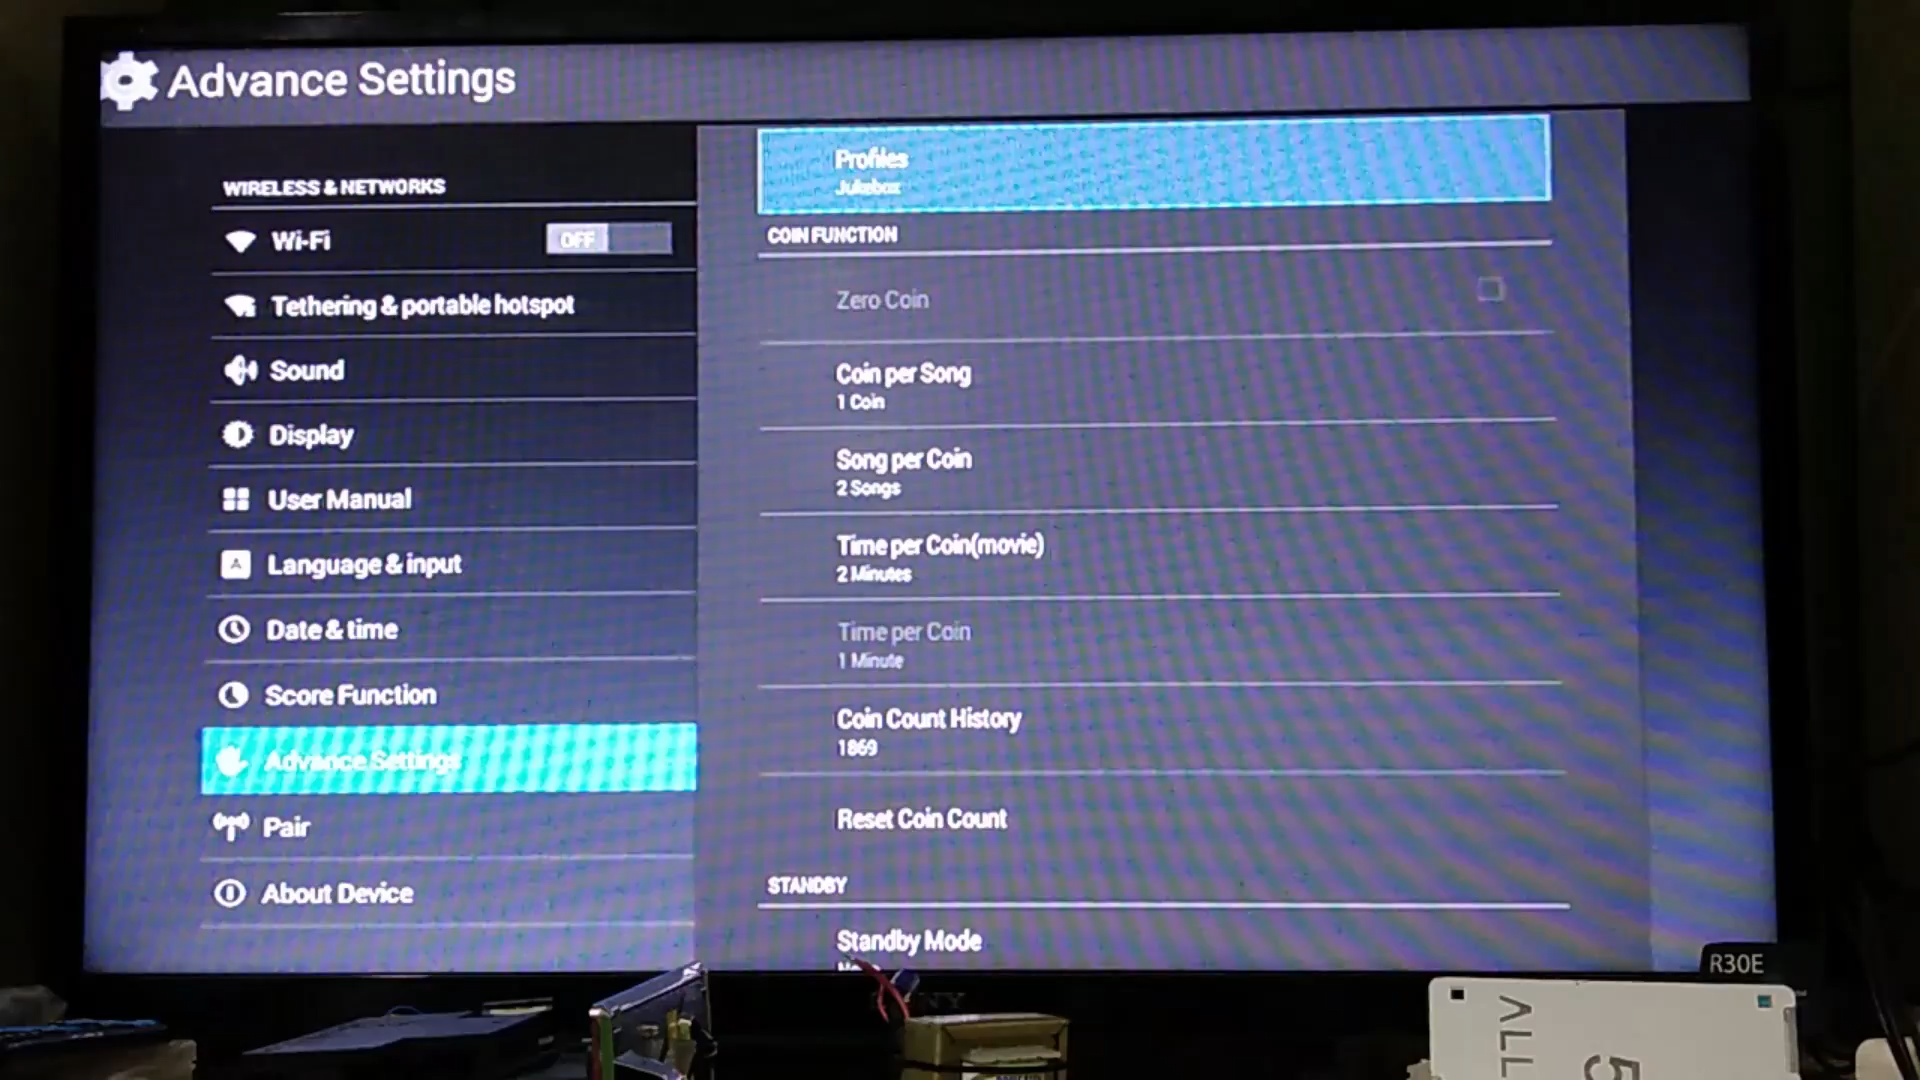 Advance Settings
WIRELESS & NETWORKS
Wi-Fi
OFF
Tethering & portable hotspot
Sound
Display
User Manual
Language & input
Date & time
Score Function
Advance Settings
Pair
About Device
Profiles
Jukebox
COIN FUNCTION
Zero Coin
Coin per Song
1 Coin
Song per Coin
2 Songs
Time per Coin(movie)
2 Minutes
Time per Coin
1 Minute
Coin Count History
1869
Reset Coin Count
STANDBY
Standby Mode
R30E
5